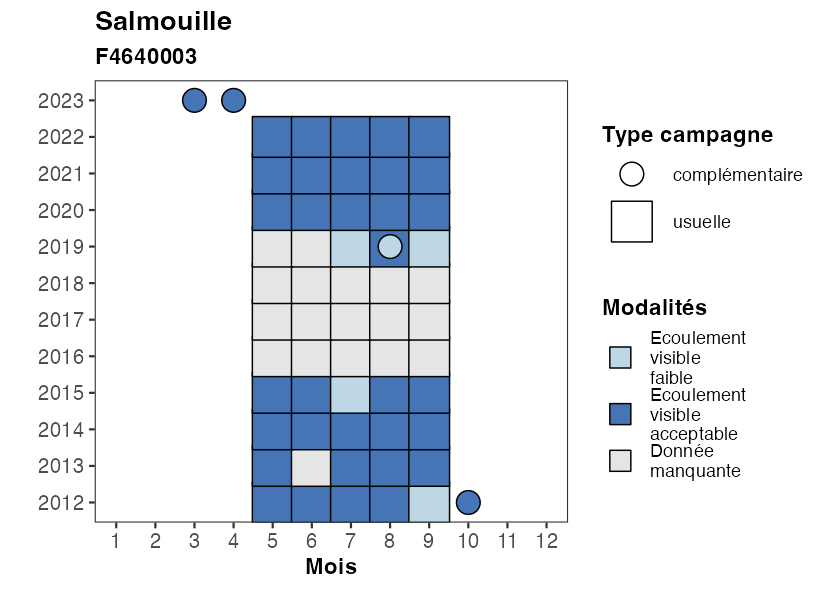 Salmouille
F4640003
2023
2022
2021
2020
2019
2018
2017
2016
2015
2014
2013
2012
1 2 3 4 5 6 7 8 9 10 11 12
Mois
Type campagne
complémentaire
usuelle
Modalités
Ecoulement
visible
faible
Ecoulement
visible
acceptable
Donnée
manquante